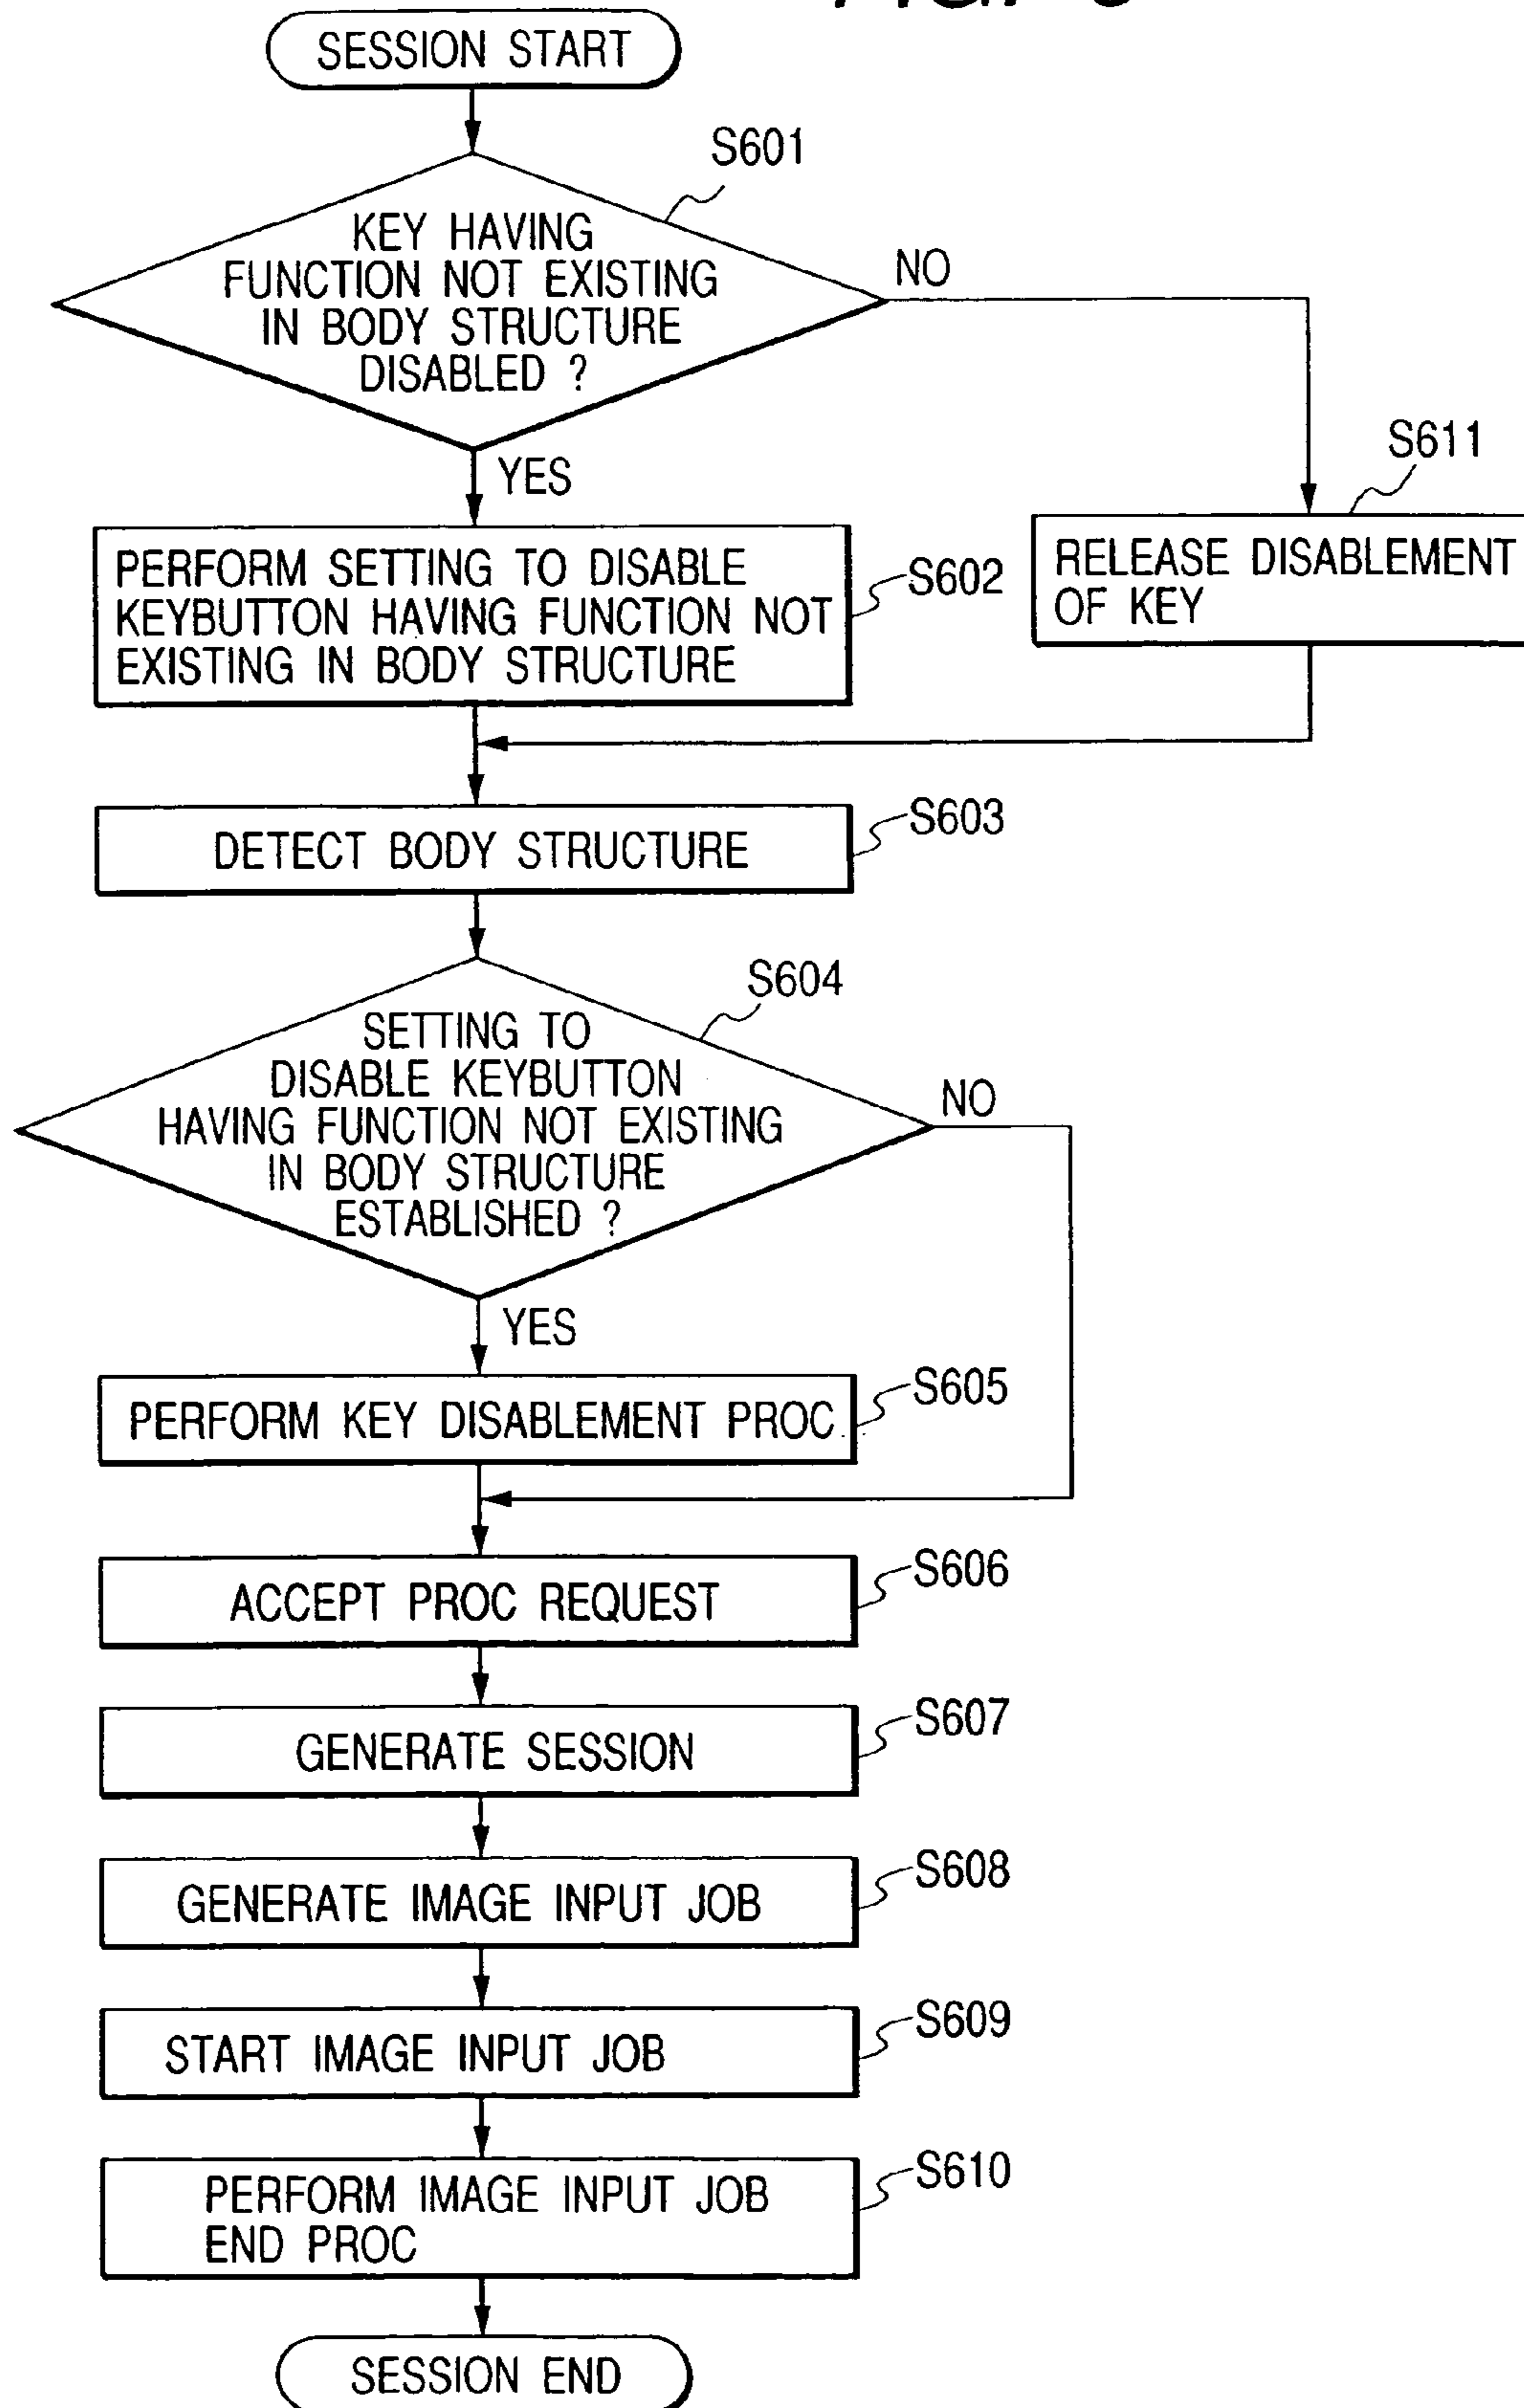 SESSION START
S601
KEY HAVING
FUNCTION NOT EXISTING
IN BODY STRUCTURE
DISABLED ?
NO
YES
S611
RELEASE DISABLEMENT
OF KEY
PERFORM SETTING TO DISABLE
KEYBUTTON HAVING FUNCTION NOT
EXISTING IN BODY STRUCTURE
S602
DETECT BODY STRUCTURE
S603
S604
SETTING TO
DISABLE KEYBUTTON
HAVING FUNCTION NOT EXISTING
IN BODY STRUCTURE
ESTABLISHED ?
NO
YES
PERFORM KEY DISABLEMENT PROC
S605
ACCEPT PROC REQUEST
S606
GENERATE SESSION
S607
GENERATE IMAGE INPUT JOB
S608
START IMAGE INPUT JOB
S609
PERFORM IMAGE INPUT JOB
END PROC
S610
SESSION END